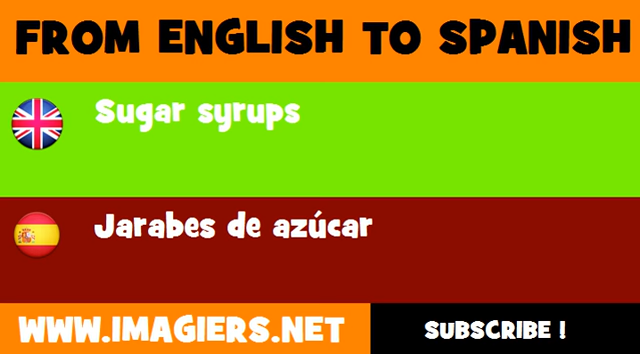 FROM ENGLISH TO SPANISH
Sugar syrups
Jarabes de azúcar
WWW.IMAGIERS.NET
SUBSCRIBE !